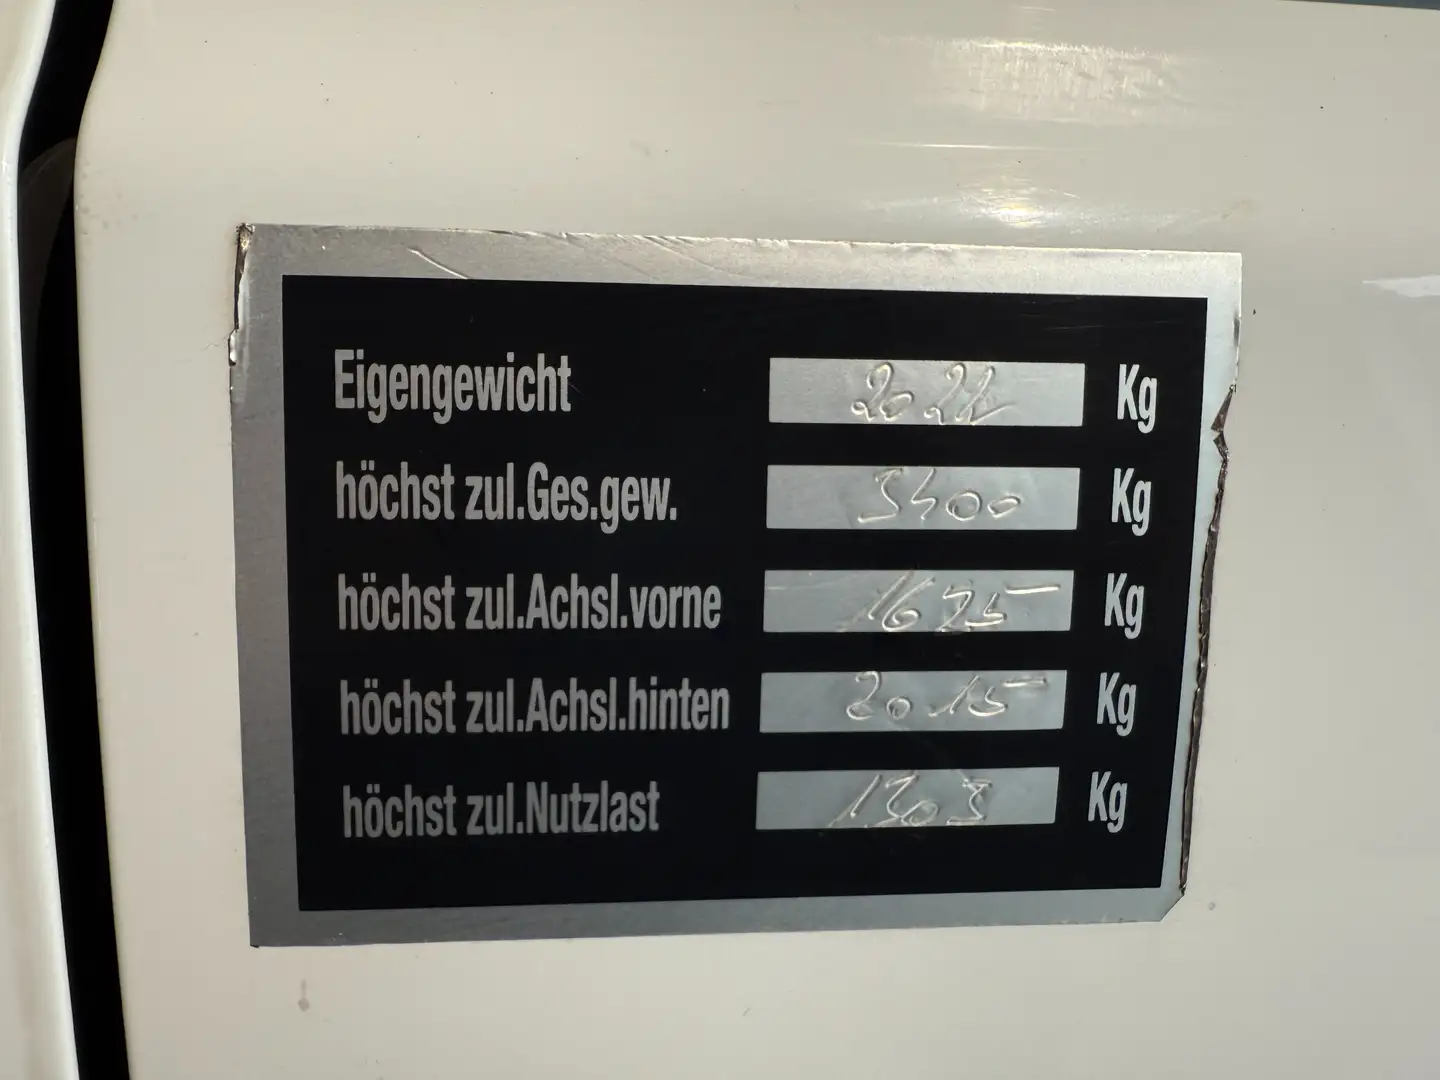 Eigengewicht 2022 Kg
höchst zul.Ges.gew. 3400 Kg
höchst zul.Achsl.vorne 1625 Kg
höchst zul.Achsl.hinten 2015 Kg
höchst zul.Nutzlast 1303 Kg